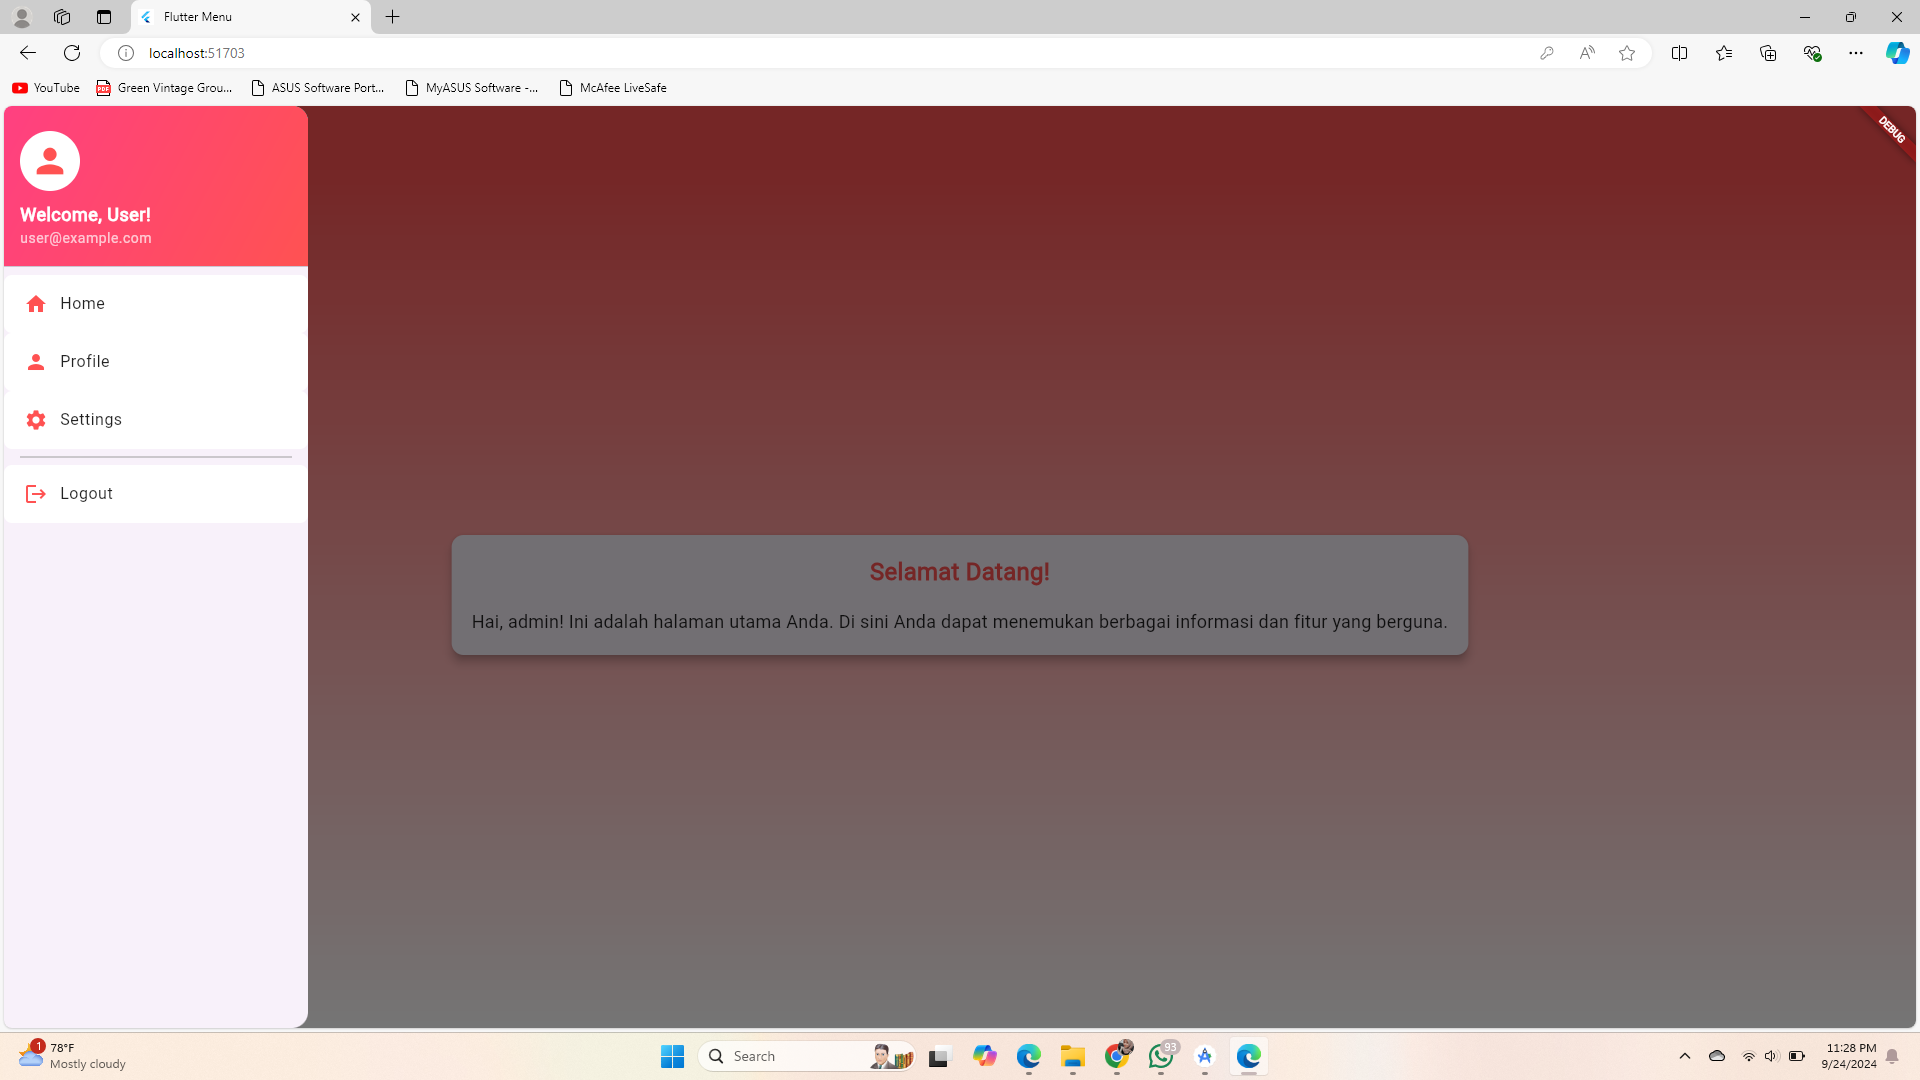 Flutter Menu
localhost:51703
YouTube
PDF
Green Vintage Grou...
ASUS Software Port...
MyASUS Software -...
McAfee LiveSafe
DEBUG
Welcome, User!
user@example.com
Home
Profile
Settings
Logout
Selamat Datang!
Hai, admin! Ini adalah halaman utama Anda. Di sini Anda dapat menemukan berbagai informasi dan fitur yang berguna.
1
78°F
Mostly cloudy
Search
93
11:28 PM
9/24/2024